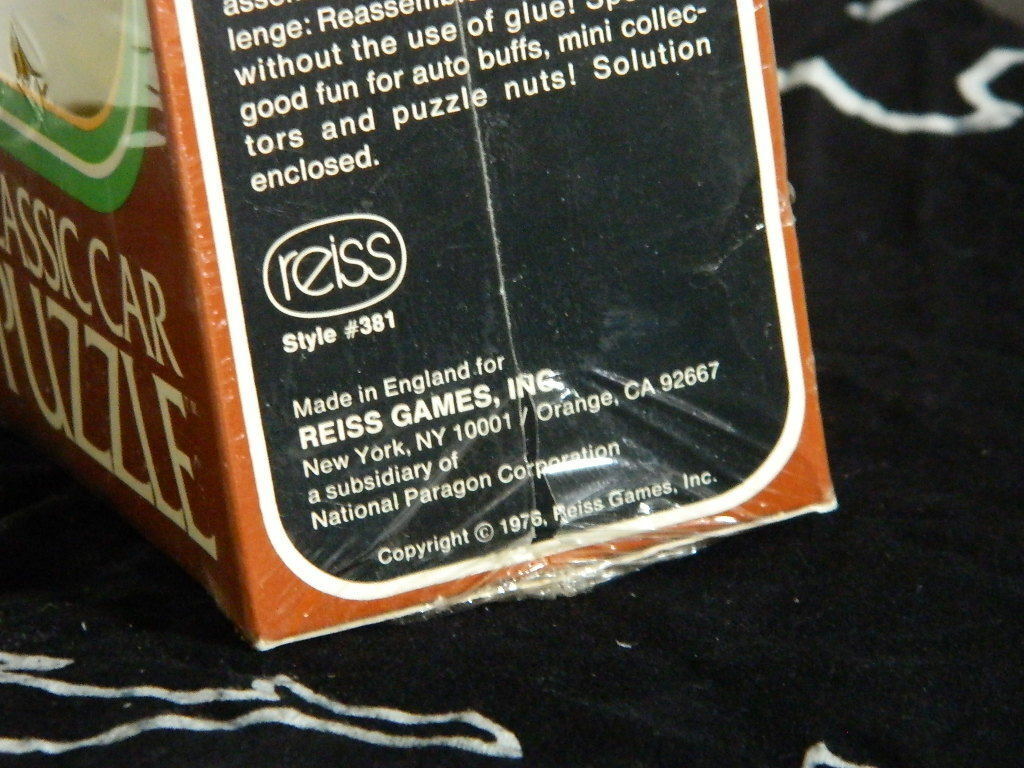 lenge: Reassemb
without the use of glue!
good fun for auto buffs, mini collec-
tors and puzzle nuts! Solution
enclosed.
reiss
Style #381
Made in England for
REISS GAMES, INC.
New York, NY 10001 Orange, CA 92667
a subsidiary of
National Paragon Corporation
Copyright © 1976, Reiss Games, Inc.
ASSIC CAR
PUZZLE™